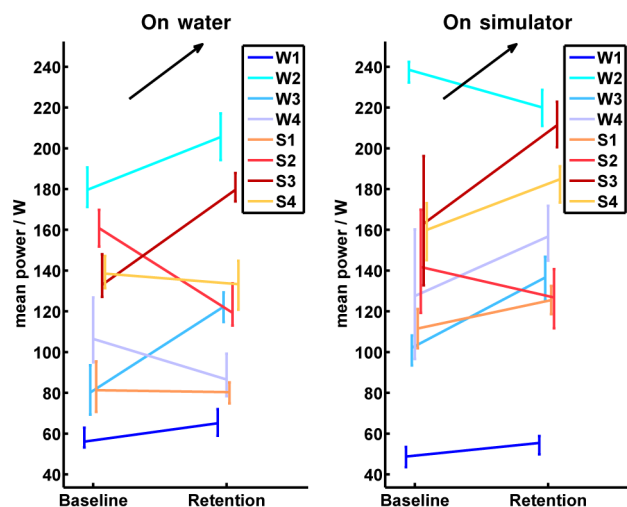 On water
mean power / W
240
220
200
180
160
140
120
100
80
60
40
Baseline
Retention
W1
W2
W3
W4
S1
S2
S3
S4
On simulator
mean power / W
240
220
200
180
160
140
120
100
80
60
40
Baseline
Retention
W1
W2
W3
W4
S1
S2
S3
S4